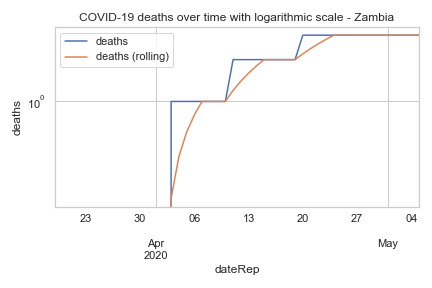 COVID-19 deaths over time with logarithmic scale - Zambia
deaths
deaths (rolling)
deaths
10⁰
23 30 06 13 20 27 04
Apr May
2020
dateRep